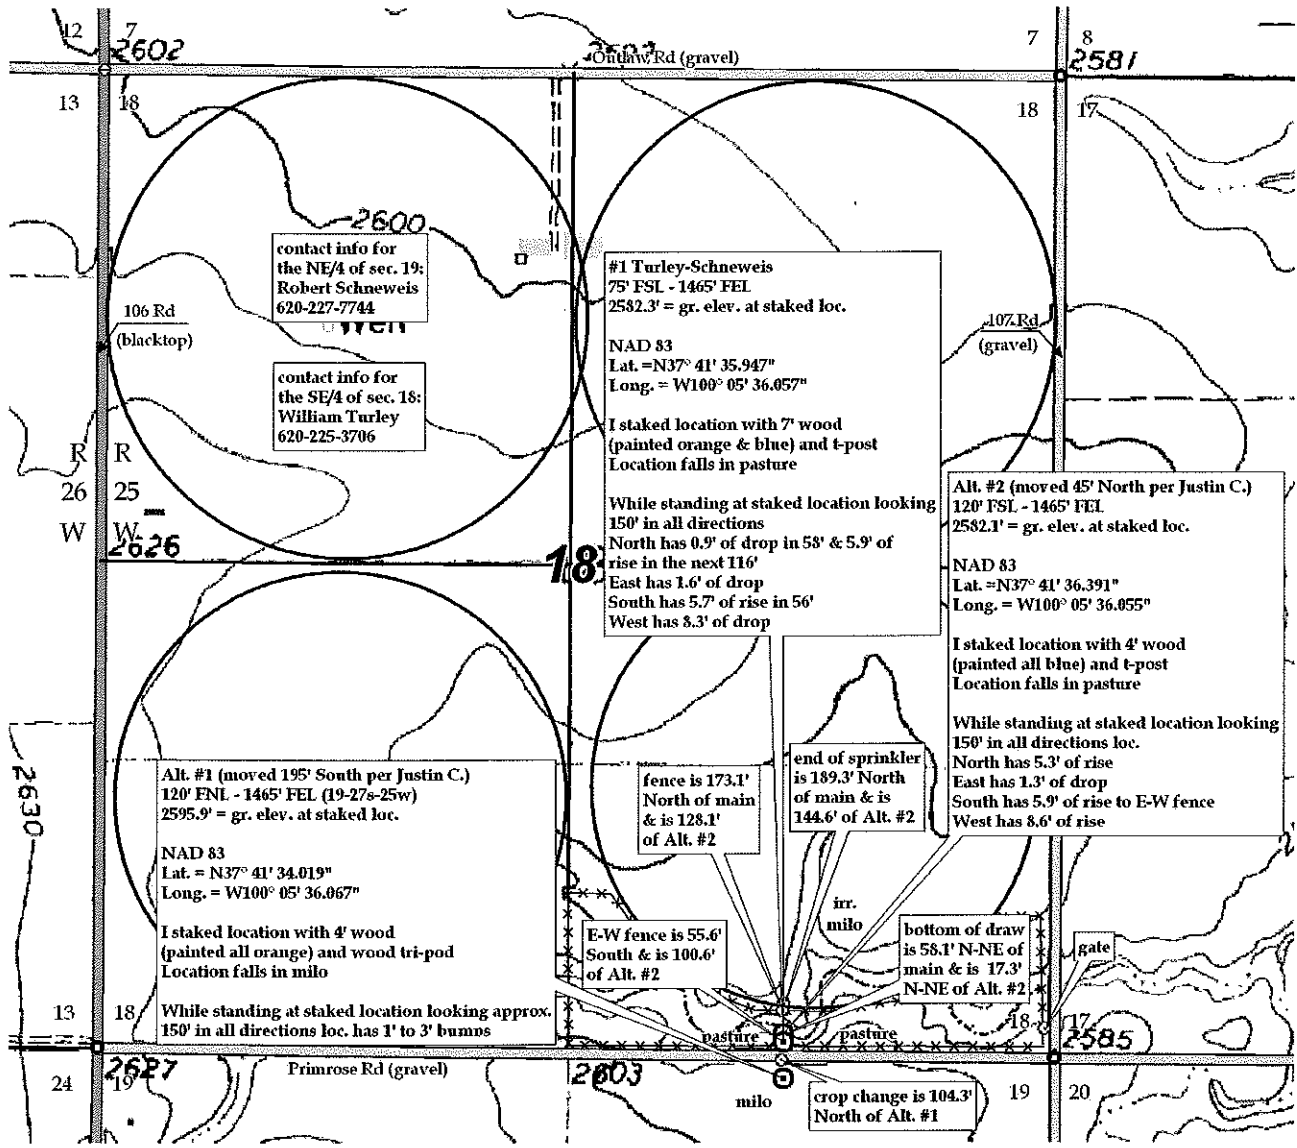 12 7
2602
Outlaw Rd (gravel)
7 8
2581
13 18
18 17
2600
contact info for
the NE/4 of sec. 19:
Robert Schneweis
620-227-7744
Well
106 Rd
(blacktop)
contact info for
the SE/4 of sec. 18:
William Turley
620-225-3706
#1 Turley-Schneweis
75' FSL - 1465' FEL
2582.3' = gr. elev. at staked loc.
NAD 83
Lat. =N37° 41' 35.947"
Long. = W100° 05' 36.057"
I staked location with 7' wood
(painted orange & blue) and t-post
Location falls in pasture
While standing at staked location looking
150' in all directions
North has 0.9' of drop in 58' & 5.9' of
rise in the next 116'
East has 1.6' of drop
South has 5.7' of rise in 56'
West has 8.3' of drop
107 Rd
(gravel)
R R
26 25
W W
2626
18
Alt. #2 (moved 45' North per Justin C.)
120' FSL - 1465' FEL
2582.1' = gr. elev. at staked loc.
NAD 83
Lat. =N37° 41' 36.391"
Long. = W100° 05' 36.055"
I staked location with 4' wood
(painted all blue) and t-post
Location falls in pasture
While standing at staked location looking
150' in all directions loc.
North has 5.3' of rise
East has 1.3' of drop
South has 5.9' of rise to E-W fence
West has 8.6' of rise
2630
Alt. #1 (moved 195' South per Justin C.)
120' FNL - 1465' FEL (19-27s-25w)
2595.9' = gr. elev. at staked loc.
NAD 83
Lat. = N37° 41' 34.019"
Long. = W100° 05' 36.067"
I staked location with 4' wood
(painted all orange) and wood tri-pod
Location falls in milo
While standing at staked location looking approx.
150' in all directions loc. has 1' to 3' bumps
fence is 173.1'
North of main
& is 128.1'
of Alt. #2
end of sprinkler
is 189.3' North
of main & is
144.6' of Alt. #2
irr.
milo
E-W fence is 55.6'
South & is 100.6'
of Alt. #2
bottom of draw
is 58.1' N-NE of
main & is 17.3'
N-NE of Alt. #2
gate
13 18
18 17
pasture
pasture
2585
2627
24 19
Primrose Rd (gravel)
2603
milo
crop change is 104.3'
North of Alt. #1
19 20